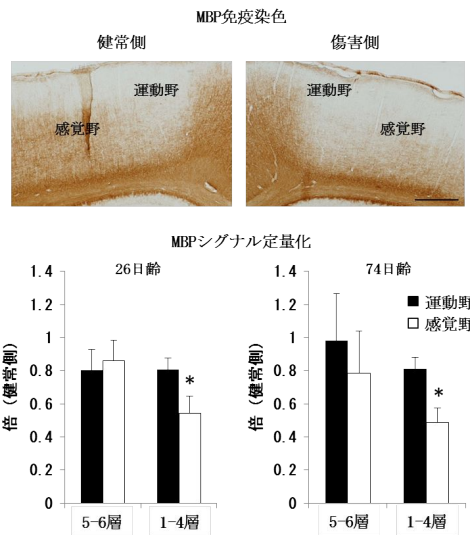 MBP免疫染色
健常側
傷害側
運動野
感覚野
運動野
感覚野
MBPシグナル定量化
26日齢
倍（健常側）
1.4
1.2
1
0.8
0.6
0.4
0.2
0
*
5-6層
1-4層
74日齢
倍（健常側）
1.4
1.2
1
0.8
0.6
0.4
0.2
0
*
5-6層
1-4層
運動野
感覚野